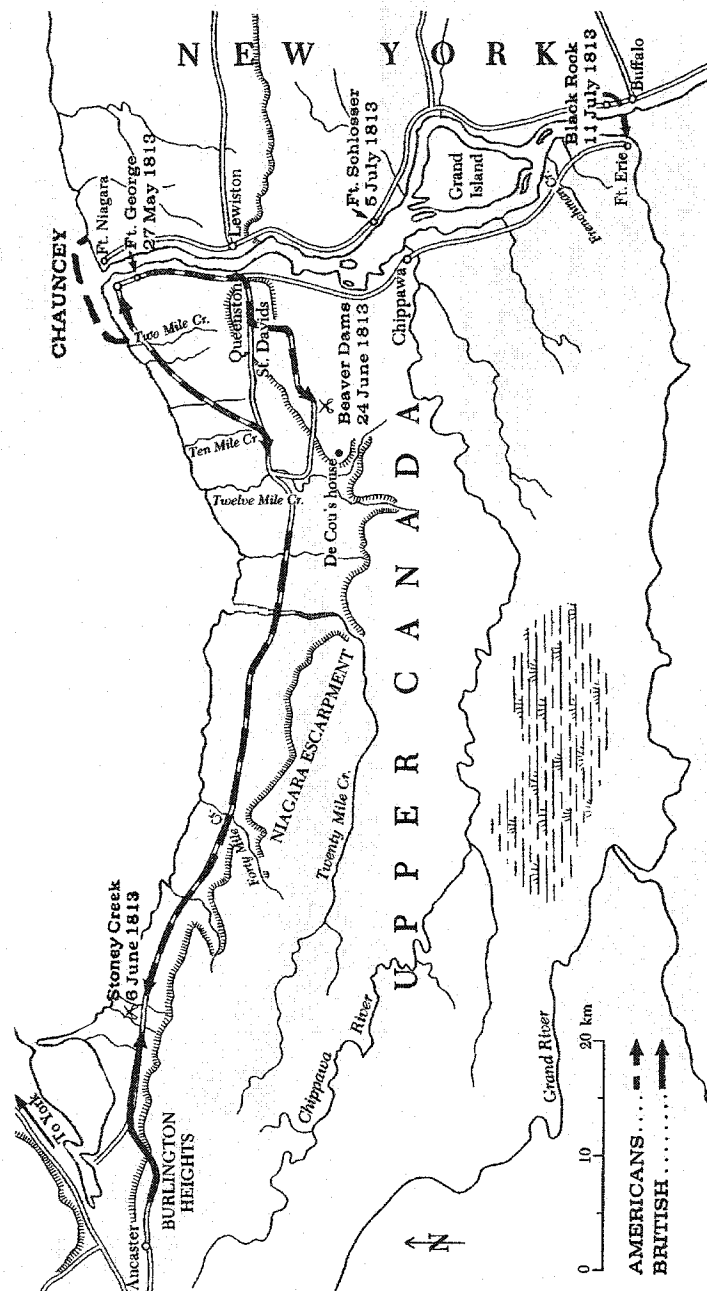 NEW YORK
CHAUNCEY
Ft. Niagara
Ft. George
27 May 1813
Two Mile Cr.
Lewiston
Queenston
St. Davids
Ft. Schlosser
5 July 1813
Grand
Island
Black Rock
11 July 1813
Buffalo
Ft. Erie
Frenchman Cr.
Chippawa
Beaver Dams
24 June 1813
De Cou's house
Ten Mile Cr.
Twelve Mile Cr.
UPPER CANADA
NIAGARA ESCARPMENT
Twenty Mile Cr.
Forty Mile Cr.
Stoney Creek
6 June 1813
To York
Ancaster
BURLINGTON
HEIGHTS
Chippawa River
Grand River
N
0 10 20 km
AMERICANS....
BRITISH........